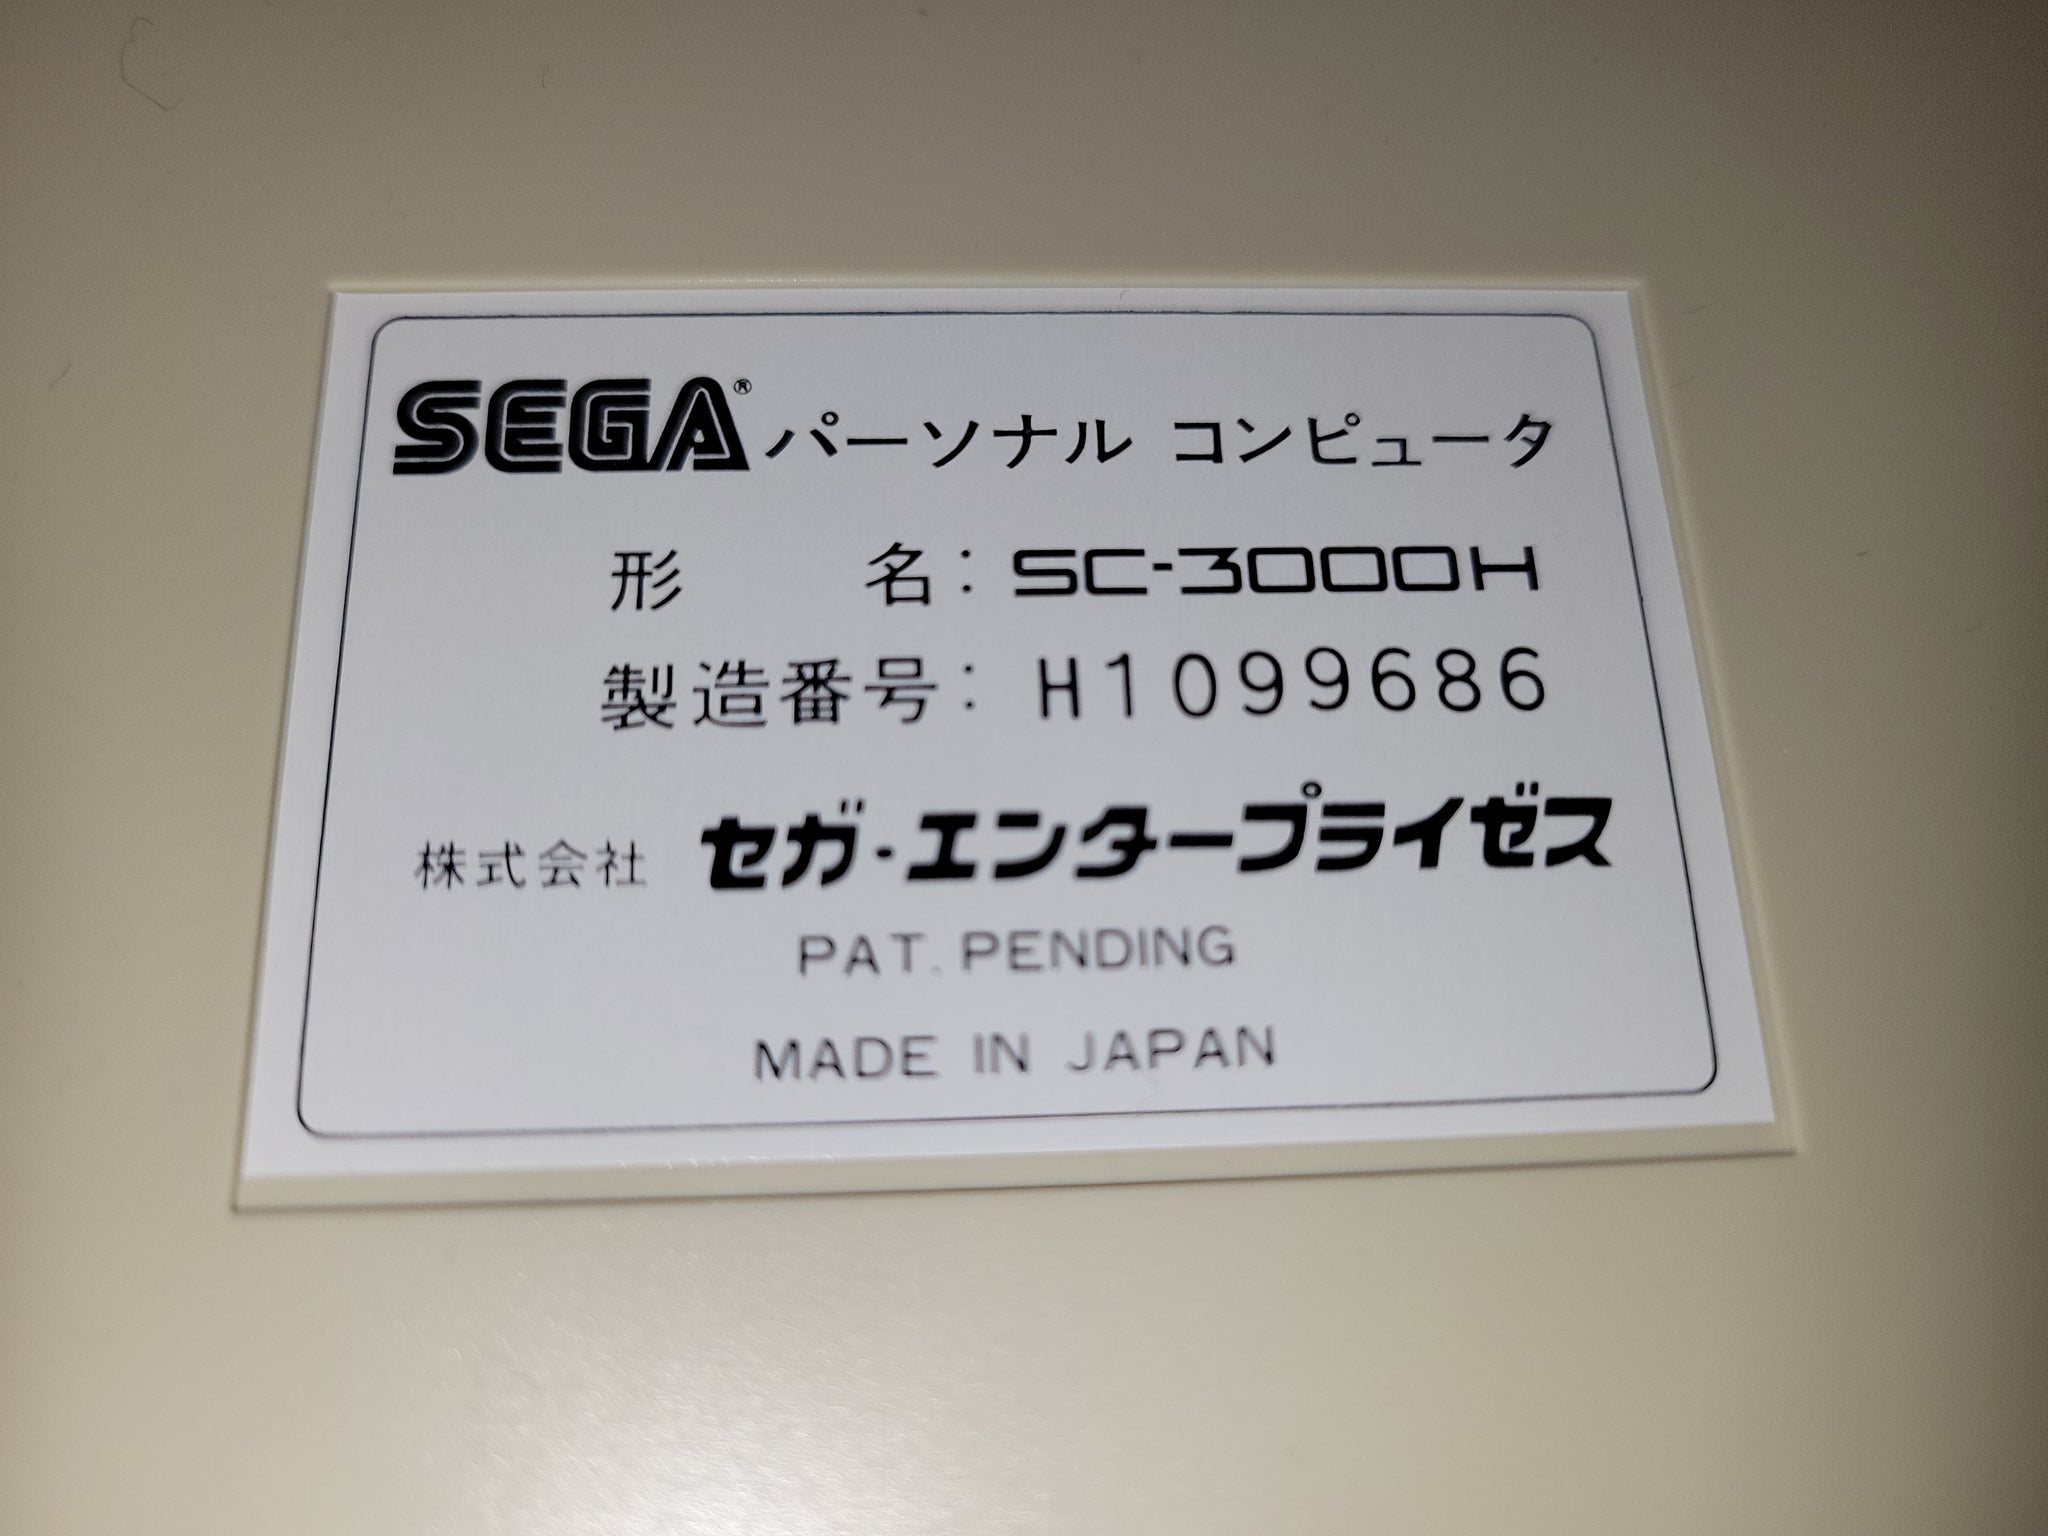 SEGA® パーソナル コンピュータ
形 名: SC-3000H
製造番号: H1099686
株式会社 セガ・エンタープライゼス
PAT. PENDING
MADE IN JAPAN